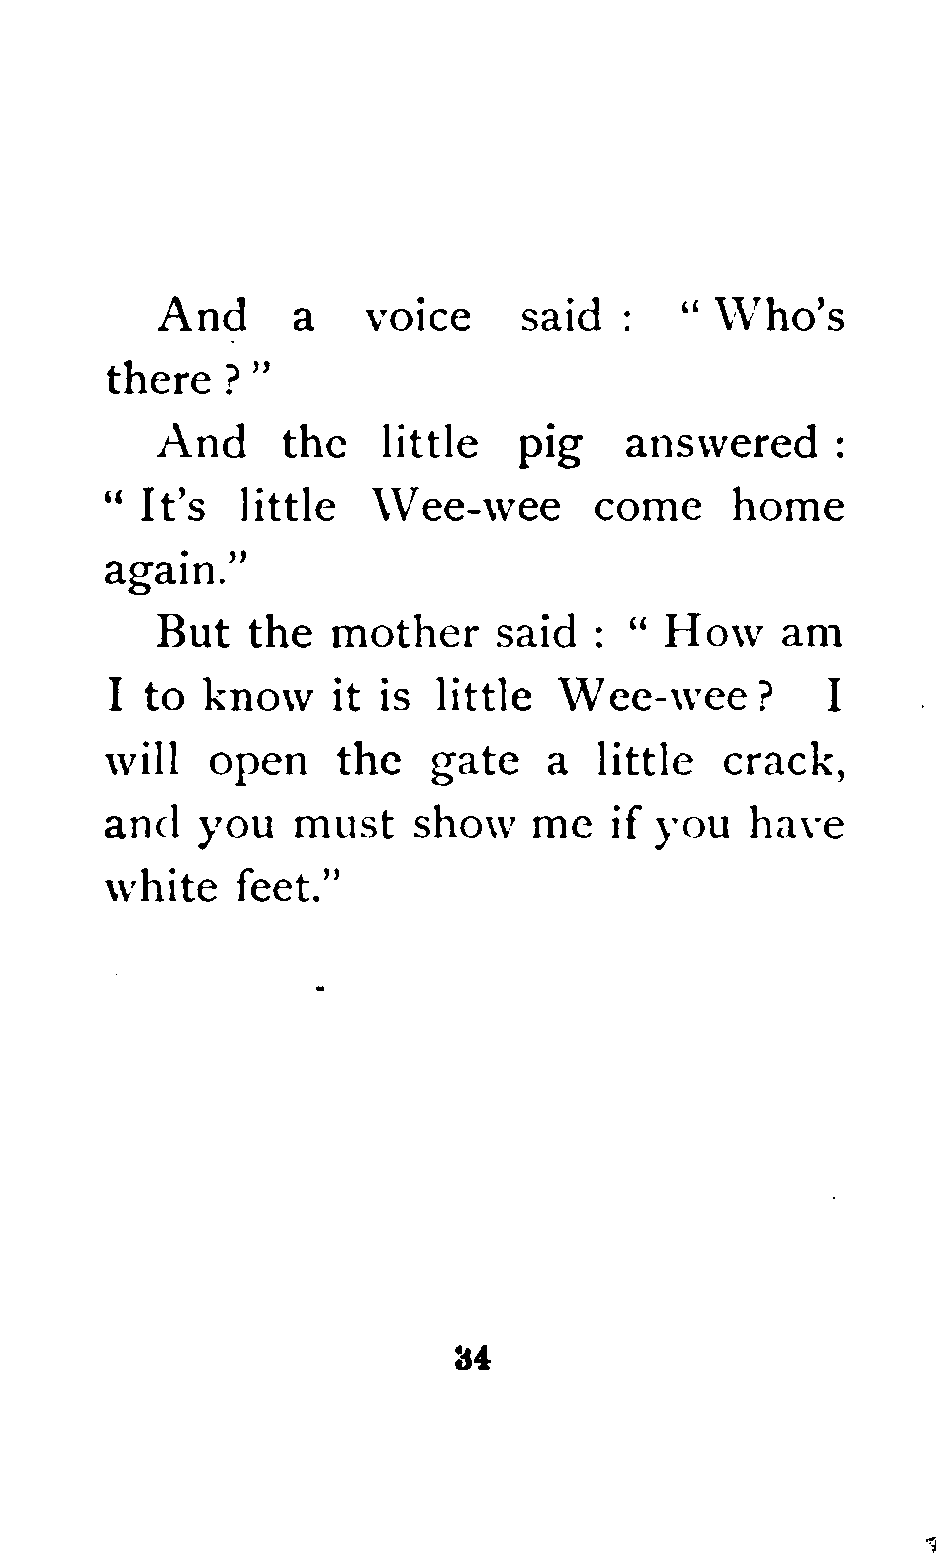 And a voice said : “ Who's
there ? ”
And the little pig answered :
“ It's little Wee-wee come home
again.”
But the mother said : “ How am
I to know it is little Wee-wee ? I
will open the gate a little crack,
and you must show me if you have
white feet.”
34